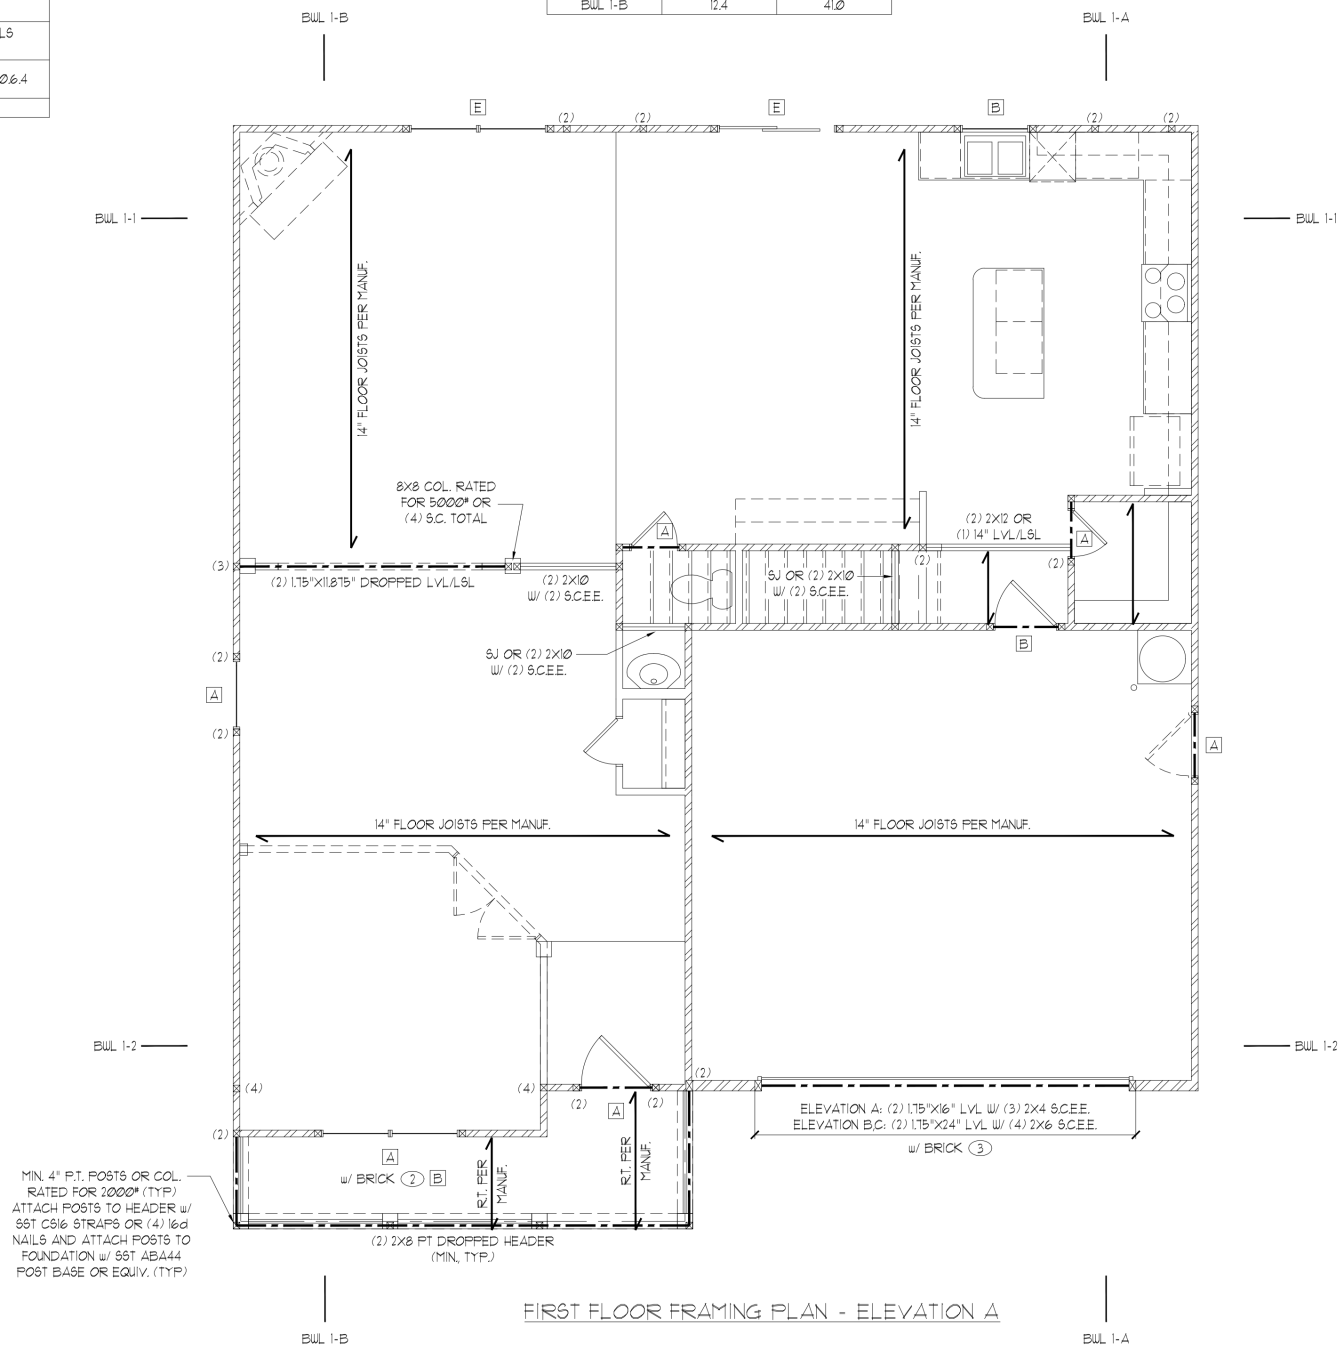 BWL 1-B
12.4
41.0
LS
06.4
BWL 1-B
BWL 1-A
E
(2)
(2)
E
B
(2)
(2)
BWL 1-1
BWL 1-1
14" FLOOR JOISTS PER MANUF.
14" FLOOR JOISTS PER MANUF.
8X8 COL. RATED
FOR 5000# OR
(4) S.C. TOTAL
(2) 2X12 OR
(1) 14" LVL/LSL
A
A
(3)
(2) 1.75"X11.875" DROPPED LVL/LSL
(2) 2X10
W/ (2) S.C.E.E.
SJ OR (2) 2X10
W/ (2) S.C.E.E.
(2)
(2)
B
SJ OR (2) 2X10
W/ (2) S.C.E.E.
(2)
A
(2)
A
14" FLOOR JOISTS PER MANUF.
14" FLOOR JOISTS PER MANUF.
BWL 1-2
BWL 1-2
(4)
(4)
(2)
(2)
A
(2)
(2)
ELEVATION A: (2) 1.75"X16" LVL W/ (3) 2X4 S.C.E.E.
ELEVATION B,C: (2) 1.75"X24" LVL W/ (4) 2X6 S.C.E.E.
w/ BRICK 3
A
w/ BRICK 2 B
R.T. PER
MANUF.
R.T. PER
MANUF.
MIN. 4" P.T. POSTS OR COL.
RATED FOR 2000# (TYP)
ATTACH POSTS TO HEADER w/
SST CS16 STRAPS OR (4) 16d
NAILS AND ATTACH POSTS TO
FOUNDATION w/ SST ABA44
POST BASE OR EQUIV. (TYP)
(2) 2X8 PT DROPPED HEADER
(MIN., TYP.)
FIRST FLOOR FRAMING PLAN - ELEVATION A
BWL 1-B
BWL 1-A